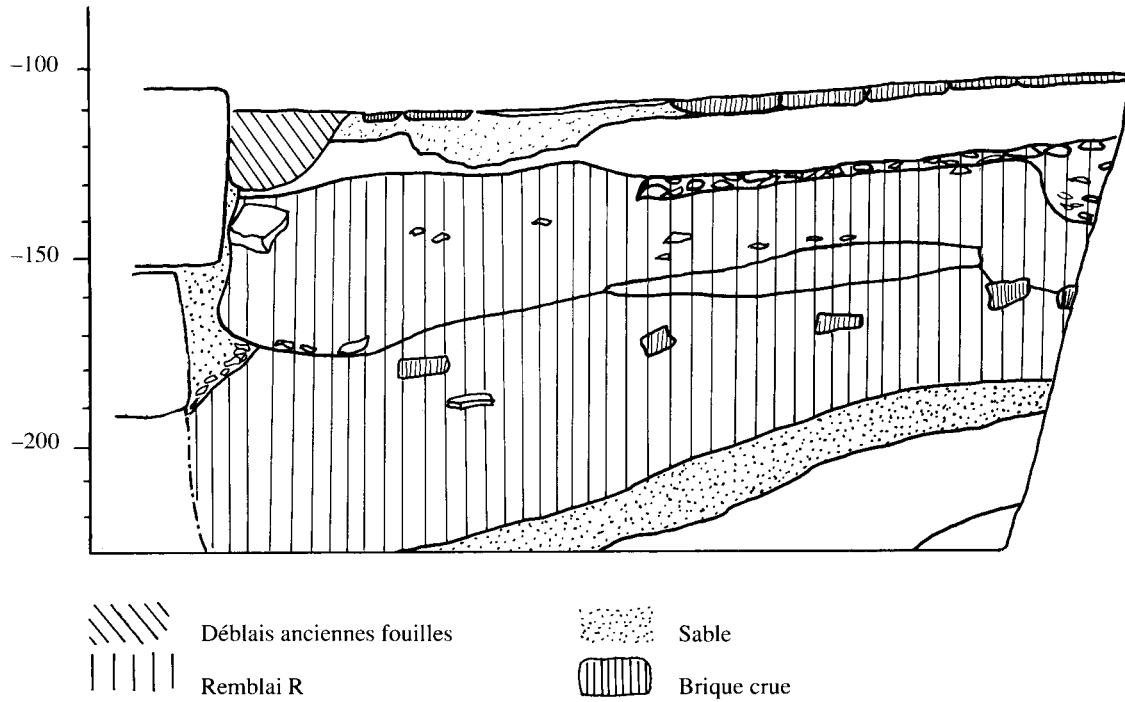 –100
–150
–200
Déblais anciennes fouilles
Sable
Remblai R
Brique crue